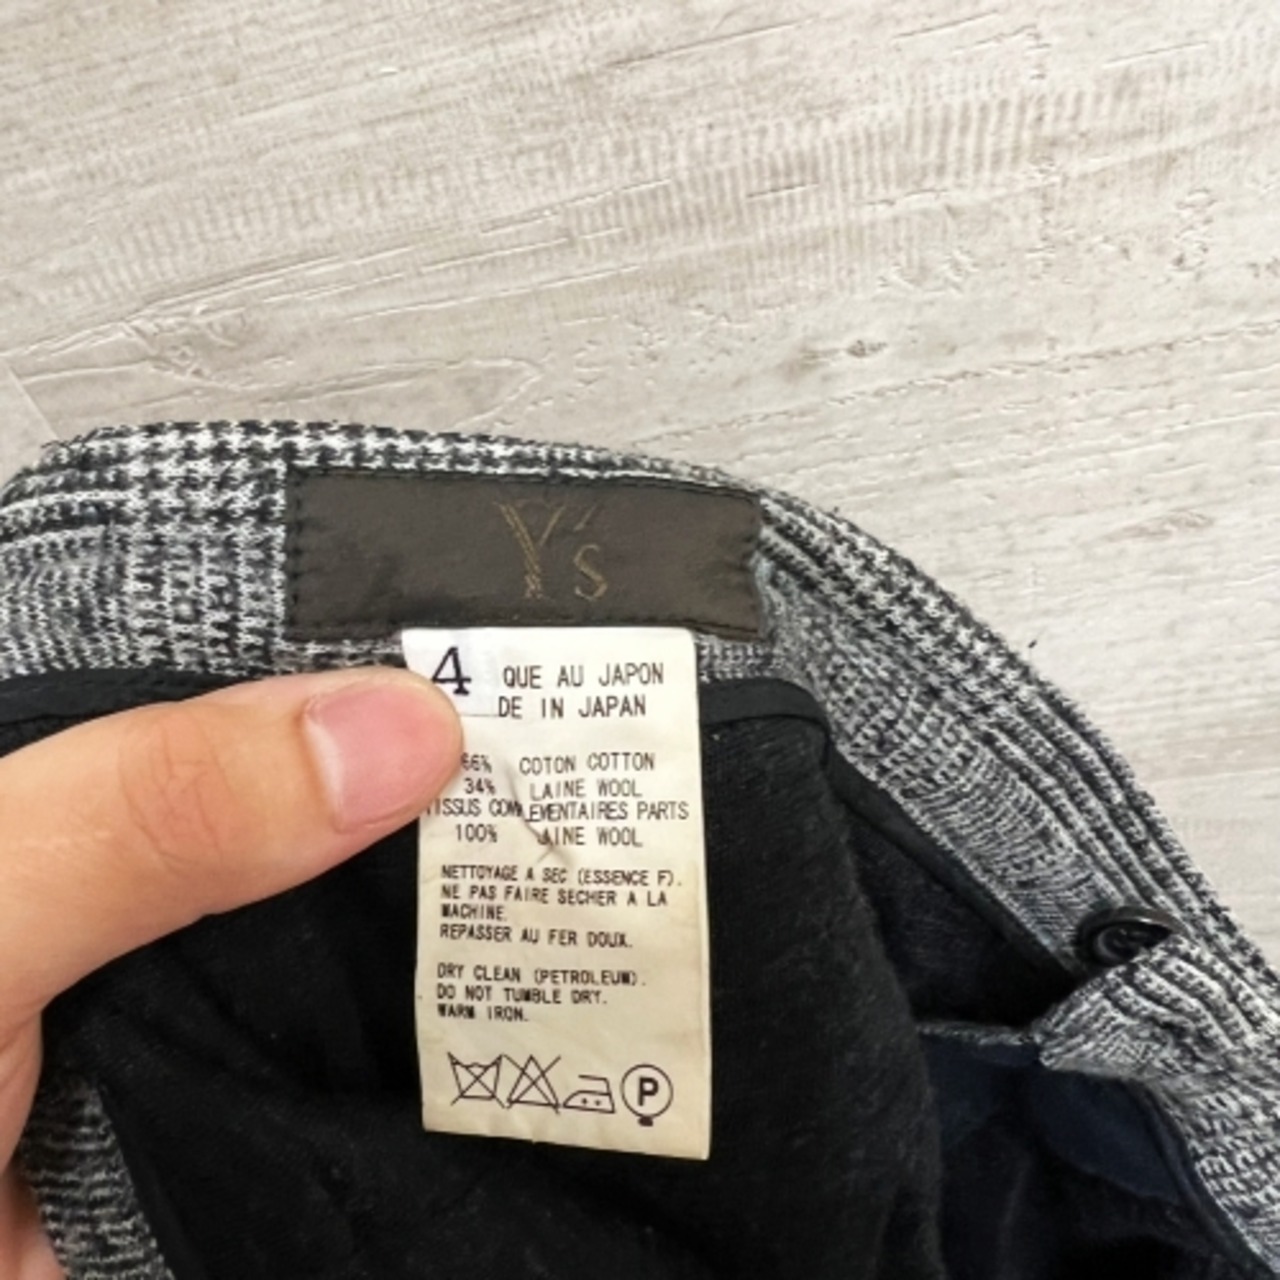 Y's
4 QUE AU JAPON
DE IN JAPAN
66% COTON COTTON
34% LAINE WOOL
TISSUS COMPLEMENTAIRES PARTS
100% LAINE WOOL
NETTOYAGE A SEC (ESSENCE F).
NE PAS FAIRE SECHER A LA
MACHINE.
REPASSER AU FER DOUX.
DRY CLEAN (PETROLEUM).
DO NOT TUMBLE DRY.
WARM IRON.
P